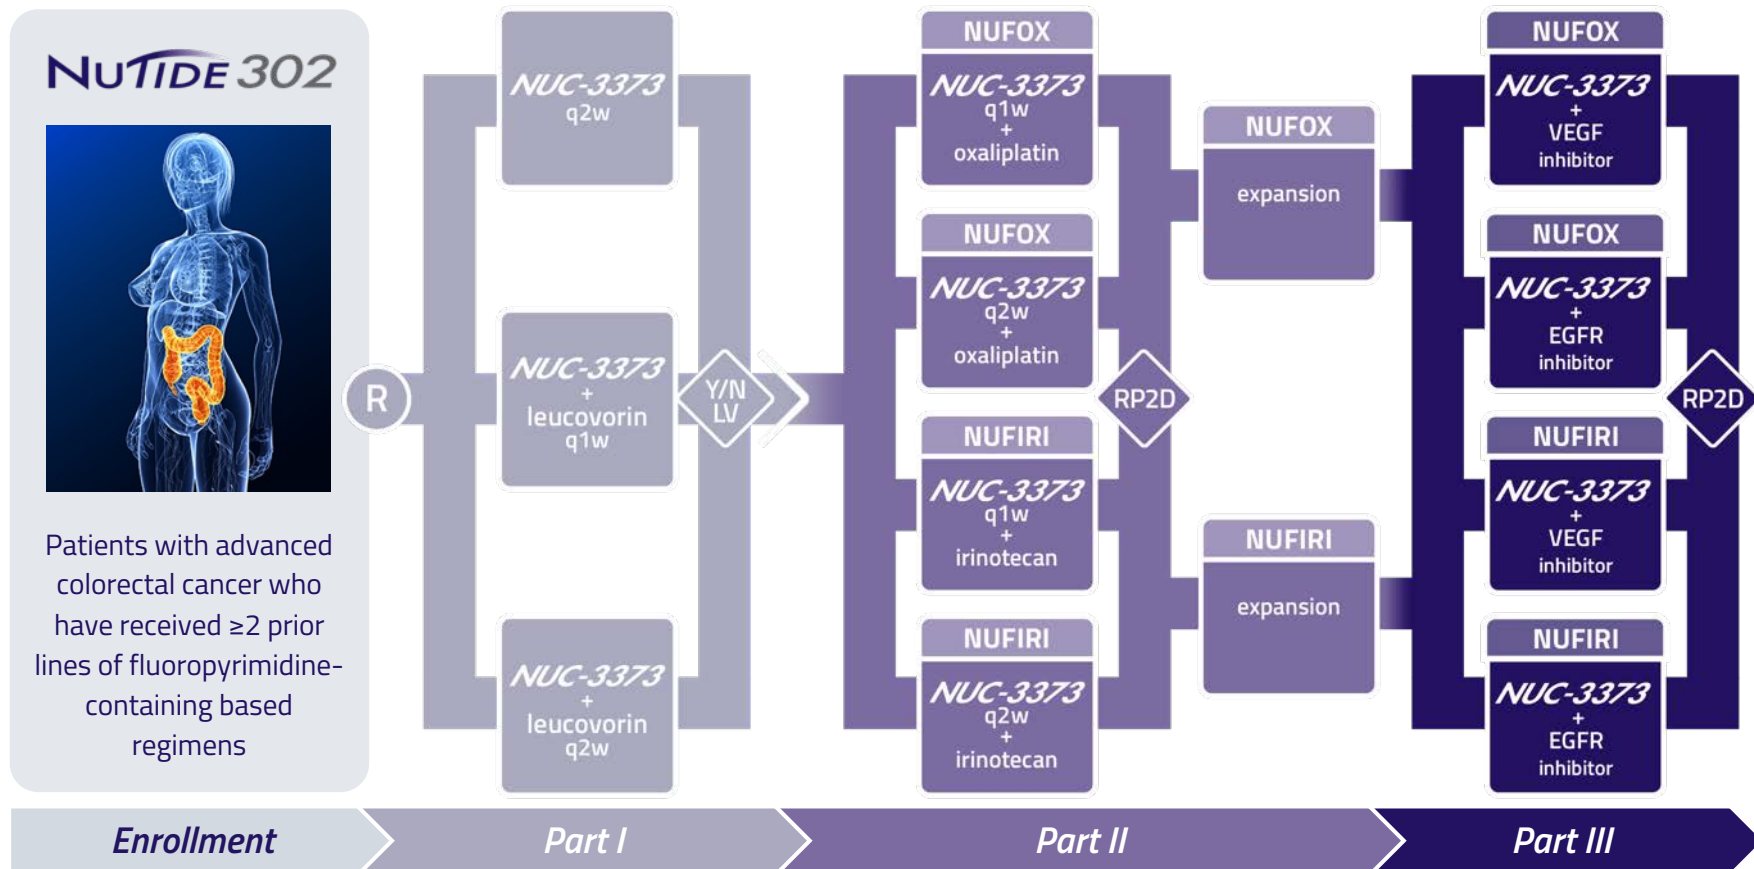 NUTIDE 302
Patients with advanced
colorectal cancer who
have received ≥2 prior
lines of fluoropyrimidine-
containing based
regimens
R
NUC-3373
q2w
NUC-3373
+
leucovorin
q1w
NUC-3373
+
leucovorin
q2w
Y/N
LV
NUFOX
NUC-3373
q1w
+
oxaliplatin
NUFOX
NUC-3373
q2w
+
oxaliplatin
NUFIRI
NUC-3373
q1w
+
irinotecan
NUFIRI
NUC-3373
q2w
+
irinotecan
RP2D
NUFOX
expansion
NUFIRI
expansion
NUFOX
NUC-3373
+
VEGF
inhibitor
NUFOX
NUC-3373
+
EGFR
inhibitor
NUFIRI
NUC-3373
+
VEGF
inhibitor
NUFIRI
NUC-3373
+
EGFR
inhibitor
RP2D
Enrollment
Part I
Part II
Part III